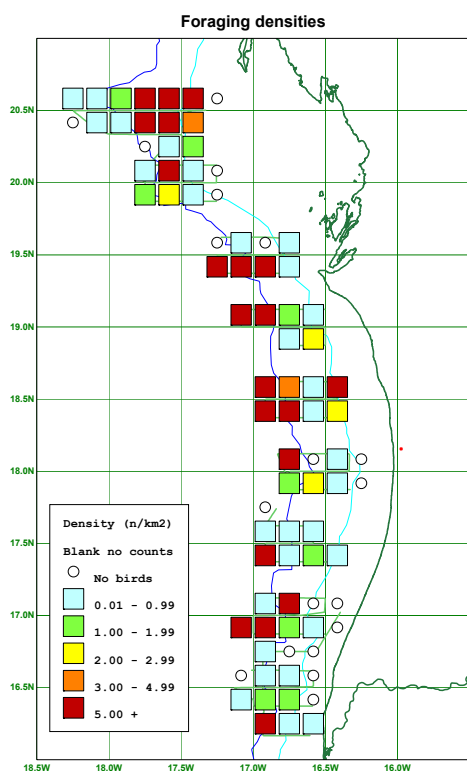 Foraging densities
20.5N
20.0N
19.5N
19.0N
18.5N
18.0N
17.5N
17.0N
16.5N
Density (n/km2)
Blank no counts
No birds
0.01 - 0.99
1.00 - 1.99
2.00 - 2.99
3.00 - 4.99
5.00 +
18.5W 18.0W 17.5W 17.0W 16.5W 16.0W